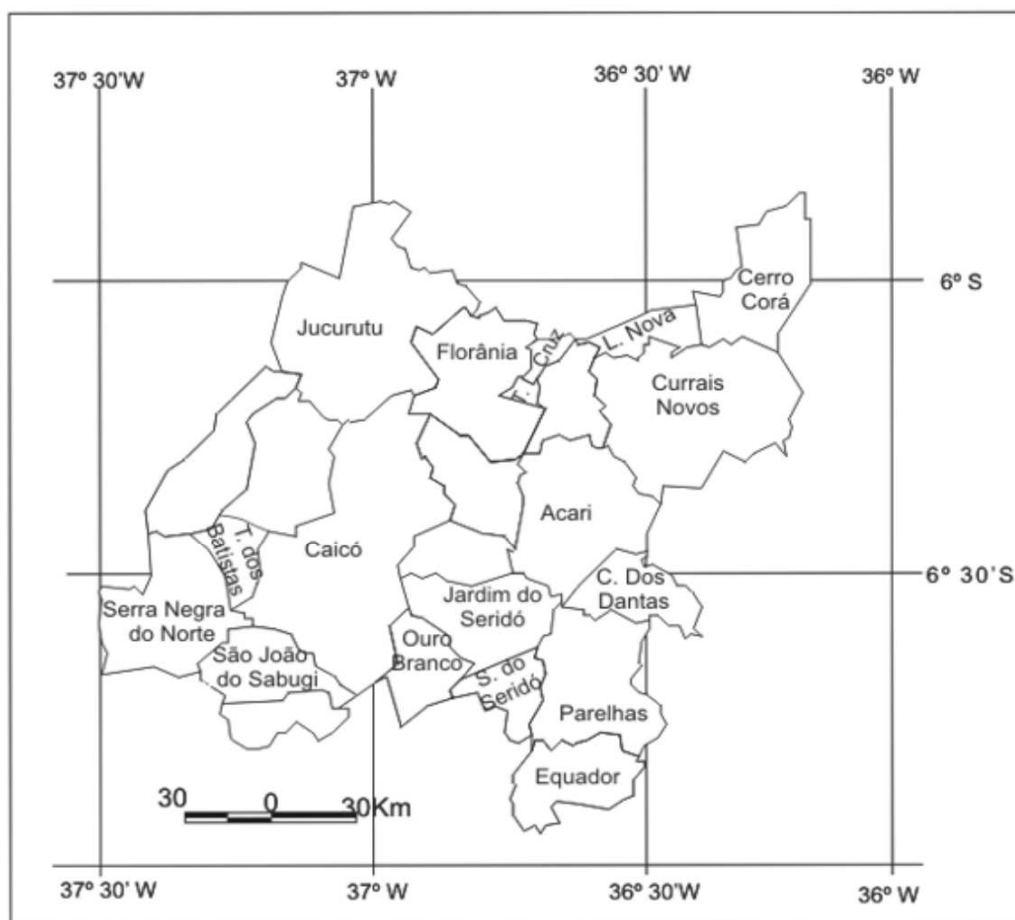 37º 30'W
37º W
36º 30' W
36º W
6º S
Cerro
Corá
Jucurutu
Florânia
T. Cruz
L. Nova
Currais
Novos
Acari
Caicó
T. dos
Batistas
6º 30'S
C. Dos
Dantas
Jardim do
Seridó
Serra Negra
do Norte
Ouro
Branco
São João
do Sabugi
S. do
Seridó
Parelhas
Equador
30 0 30Km
37º 30' W
37º W
36º 30' W
36º W